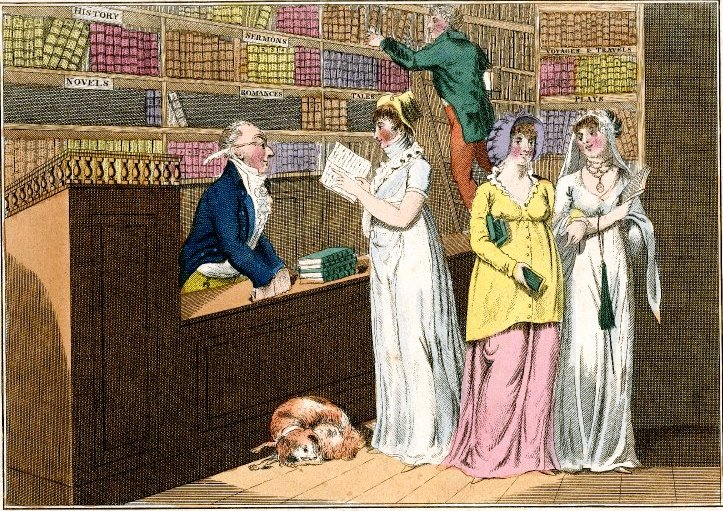 HISTORY
SERMONS
VOYAGES & TRAVELS
NOVELS
ROMANCES
TALES
PLAYS